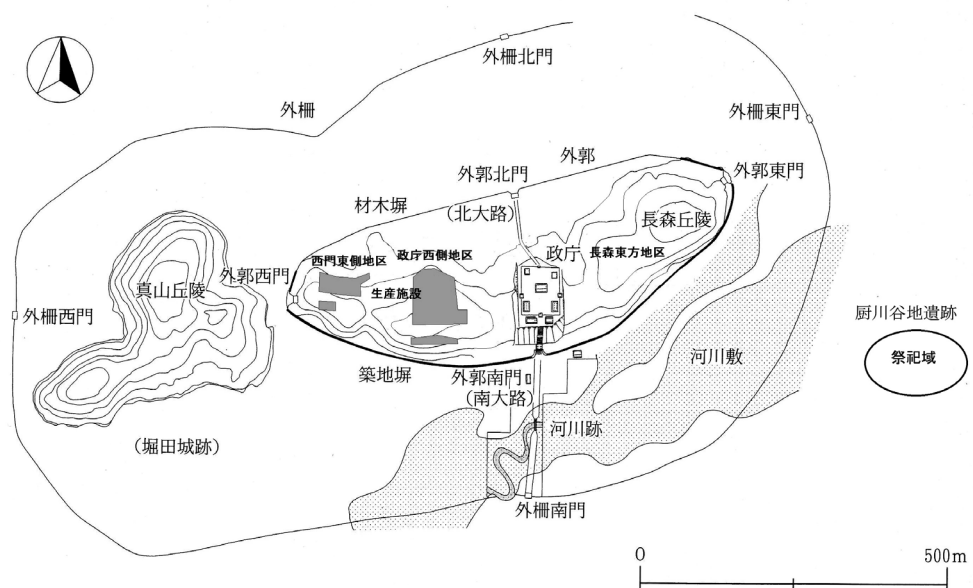 外柵北門
外柵
外柵東門
外郭
外郭北門
外郭東門
材木塀
(北大路)
長森丘陵
政庁
長森東方地区
政庁西側地区
西門東側地区
外郭西門
真山丘陵
生産施設
外柵西門
厨川谷地遺跡
祭祀域
河川敷
築地塀
外郭南門
(南大路)
河川跡
(堀田城跡)
外柵南門
0
500m